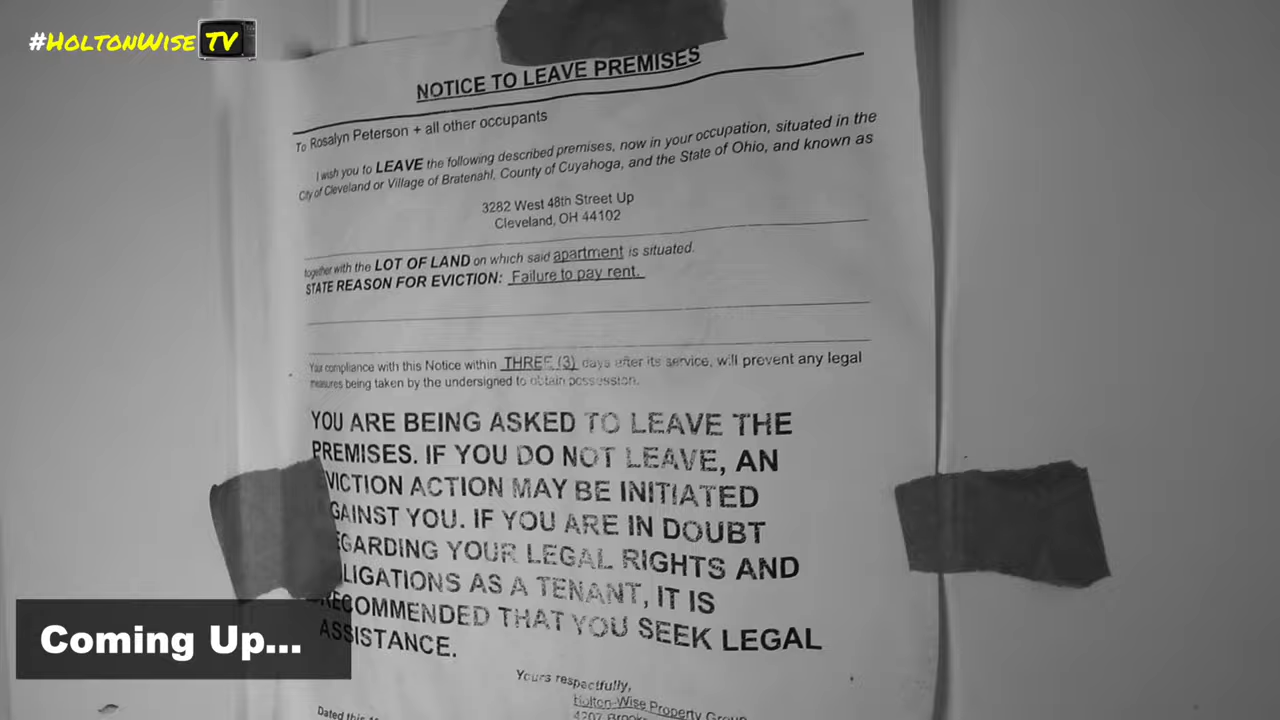 #HOLTONWISE TV
NOTICE TO LEAVE PREMISES
To Rosalyn Peterson + all other occupants
I wish you to LEAVE the following described premises, now in your occupation, situated in the
City of Cleveland or Village of Bratenahl, County of Cuyahoga, and the State of Ohio, and known as
3282 West 48th Street Up
Cleveland, OH 44102
together with the LOT OF LAND on which said apartment is situated.
STATE REASON FOR EVICTION: Failure to pay rent.
Your compliance with this Notice within THREE (3) days after its service, will prevent any legal
measures being taken by the undersigned to obtain possession.
YOU ARE BEING ASKED TO LEAVE THE
PREMISES. IF YOU DO NOT LEAVE, AN
VICTION ACTION MAY BE INITIATED
GAINST YOU. IF YOU ARE IN DOUBT
EGARDING YOUR LEGAL RIGHTS AND
LIGATIONS AS A TENANT, IT IS
RECOMMENDED THAT YOU SEEK LEGAL
ASSISTANCE.
Coming Up...
Yours respectfully,
Holton-Wise Property Group
Dated this
4207